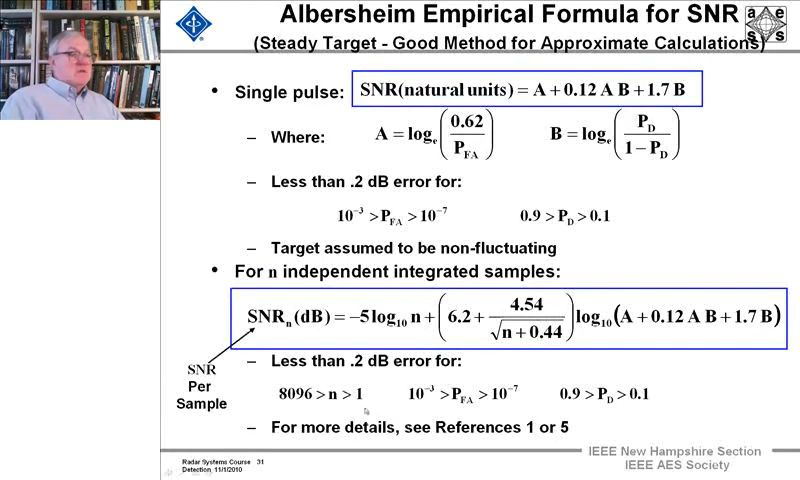 Albersheim Empirical Formula for SNR
(Steady Target - Good Method for Approximate Calculations)
a e
s s
• Single pulse: SNR(natural units) = A + 0.12 A B + 1.7 B
– Where: A = logₑ(0.62 / P_FA) B = logₑ(P_D / 1 − P_D)
– Less than .2 dB error for:
10⁻³ > P_FA > 10⁻⁷ 0.9 > P_D > 0.1
– Target assumed to be non-fluctuating
• For n independent integrated samples:
SNRₙ (dB) = −5 log₁₀ n + (6.2 + 4.54 / √(n + 0.44)) log₁₀ (A + 0.12 A B + 1.7 B)
SNR
Per
Sample
– Less than .2 dB error for:
8096 > n > 1 10⁻³ > P_FA > 10⁻⁷ 0.9 > P_D > 0.1
– For more details, see References 1 or 5
Radar Systems Course 31
Detection 11/1/2010
IEEE New Hampshire Section
IEEE AES Society